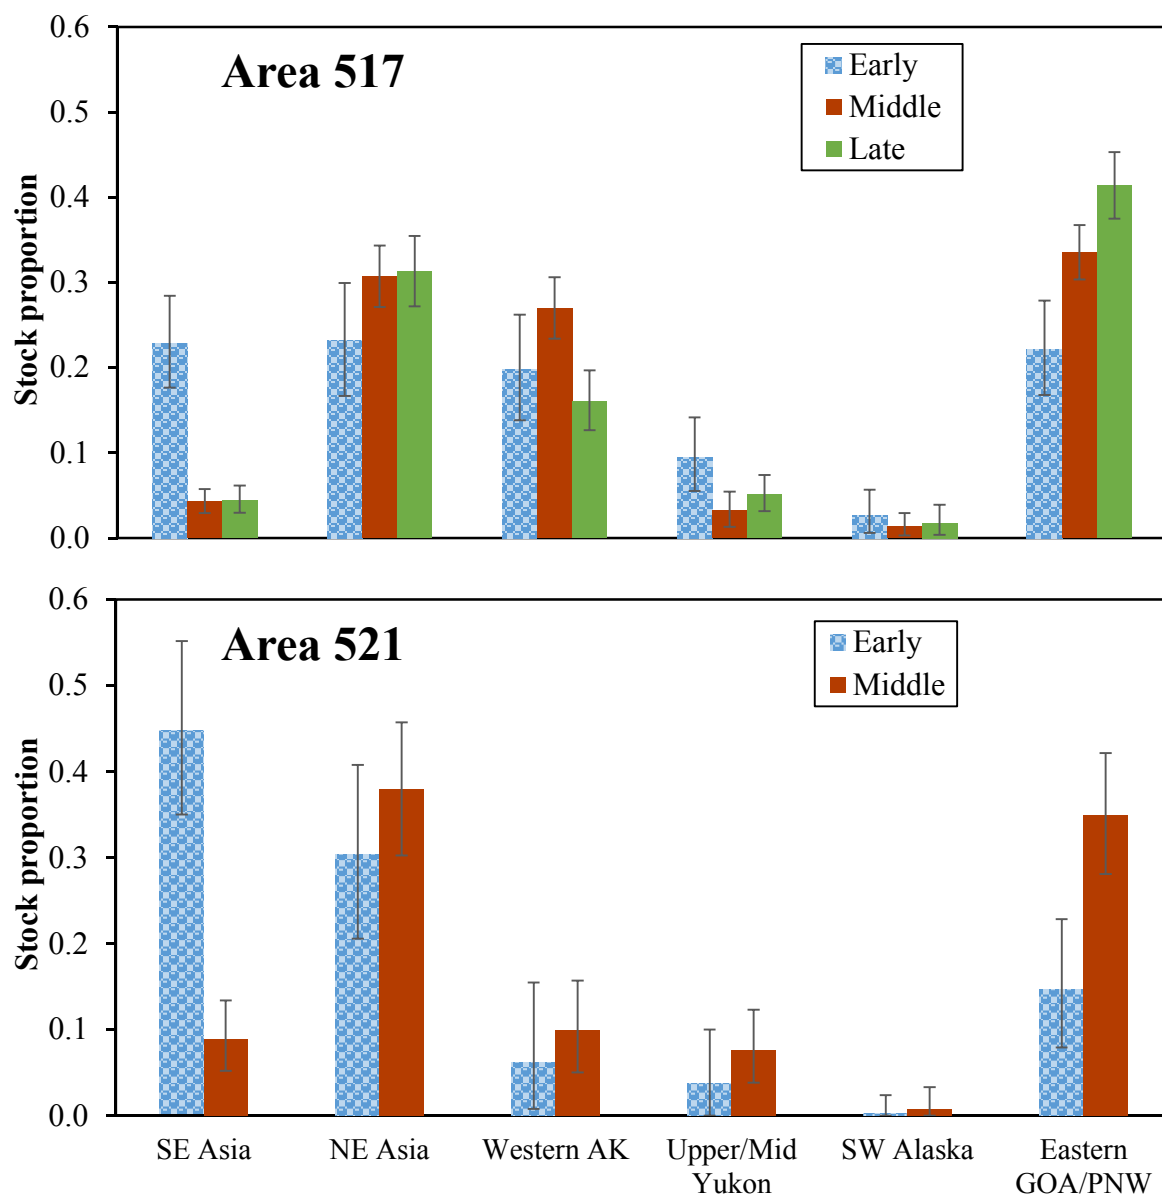 Area 517
Early
Middle
Late
Stock proportion
0.6
0.5
0.4
0.3
0.2
0.1
0.0
Area 521
Early
Middle
Stock proportion
0.6
0.5
0.4
0.3
0.2
0.1
0.0
SE Asia
NE Asia
Western AK
Upper/Mid
Yukon
SW Alaska
Eastern
GOA/PNW